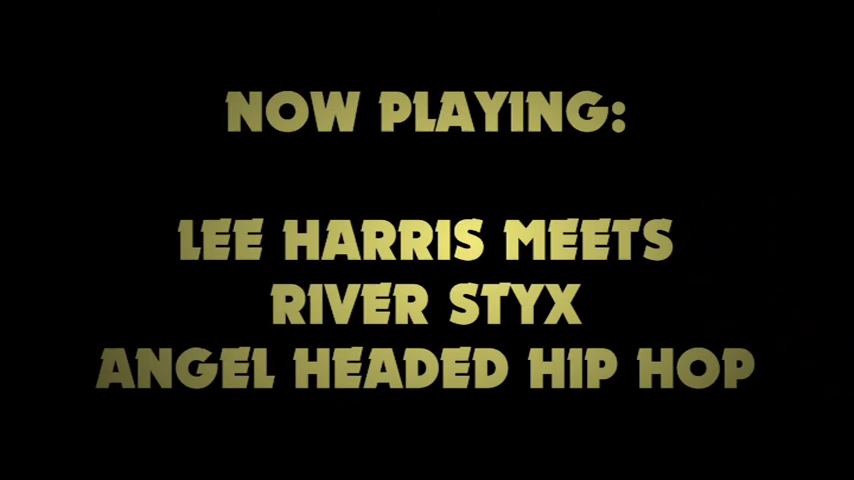 NOW PLAYING:
LEE HARRIS MEETS
RIVER STYX
ANGEL HEADED HIP HOP